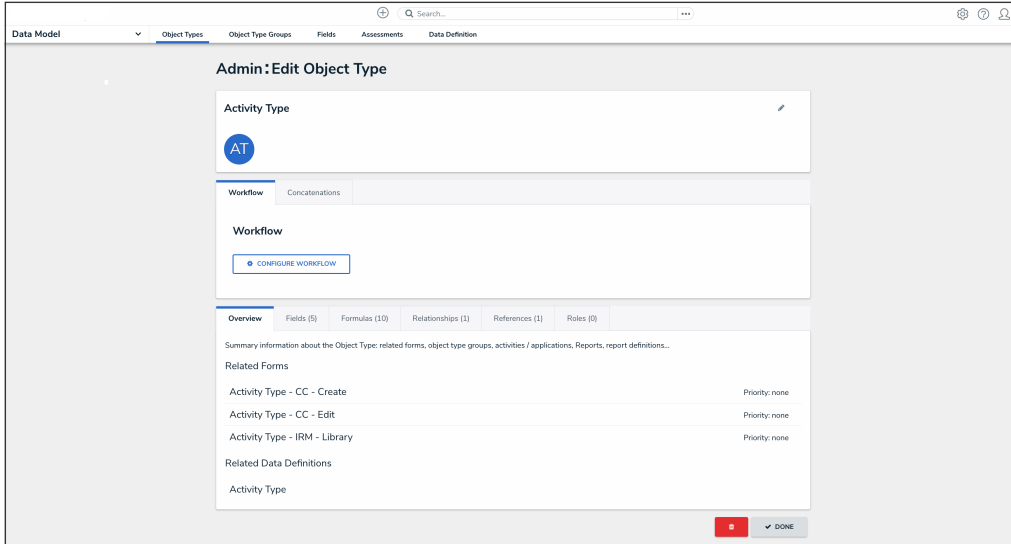 Search...
Data Model
Object Types Object Type Groups Fields Assessments Data Definition
Admin:Edit Object Type
Activity Type
AT
Workflow Concatenations
Workflow
CONFIGURE WORKFLOW
Overview Fields (5) Formulas (10) Relationships (1) References (1) Roles (0)
Summary information about the Object Type: related forms, object type groups, activities / applications, Reports, report definitions...
Related Forms
Activity Type - CC - Create Priority: none
Activity Type - CC - Edit Priority: none
Activity Type - IRM - Library Priority: none
Related Data Definitions
Activity Type
DONE